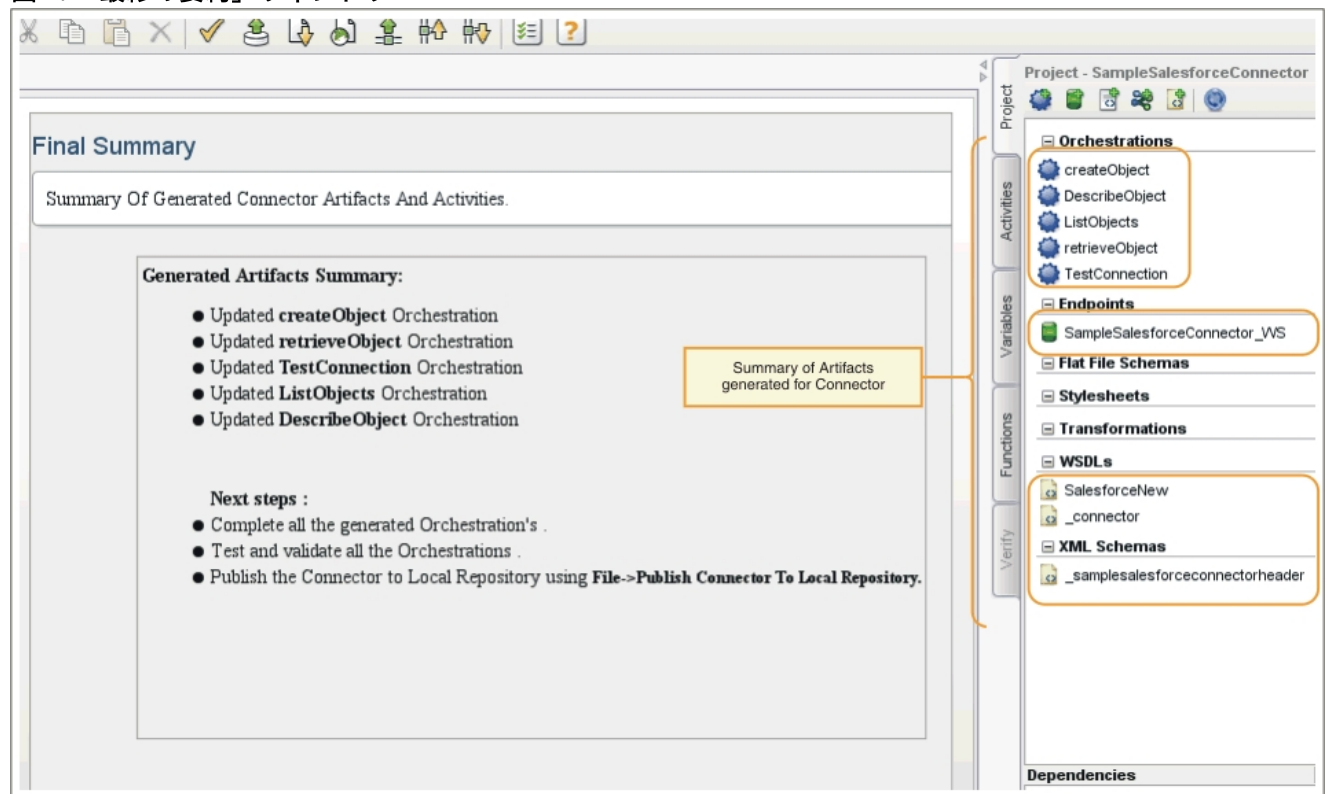 Project - SampleSalesforceConnector
Project
Activities
Variables
Functions
Verify
Final Summary
Summary Of Generated Connector Artifacts And Activities.
Generated Artifacts Summary:
● Updated createObject Orchestration
● Updated retrieveObject Orchestration
● Updated TestConnection Orchestration
● Updated ListObjects Orchestration
● Updated DescribeObject Orchestration
Next steps :
● Complete all the generated Orchestration's .
● Test and validate all the Orchestrations .
● Publish the Connector to Local Repository using File->Publish Connector To Local Repository.
Summary of Artifacts
generated for Connector
Orchestrations
createObject
DescribeObject
ListObjects
retrieveObject
TestConnection
Endpoints
SampleSalesforceConnector_WS
Flat File Schemas
Stylesheets
Transformations
WSDLs
SalesforceNew
_connector
XML Schemas
_samplesalesforceconnectorheader
Dependencies